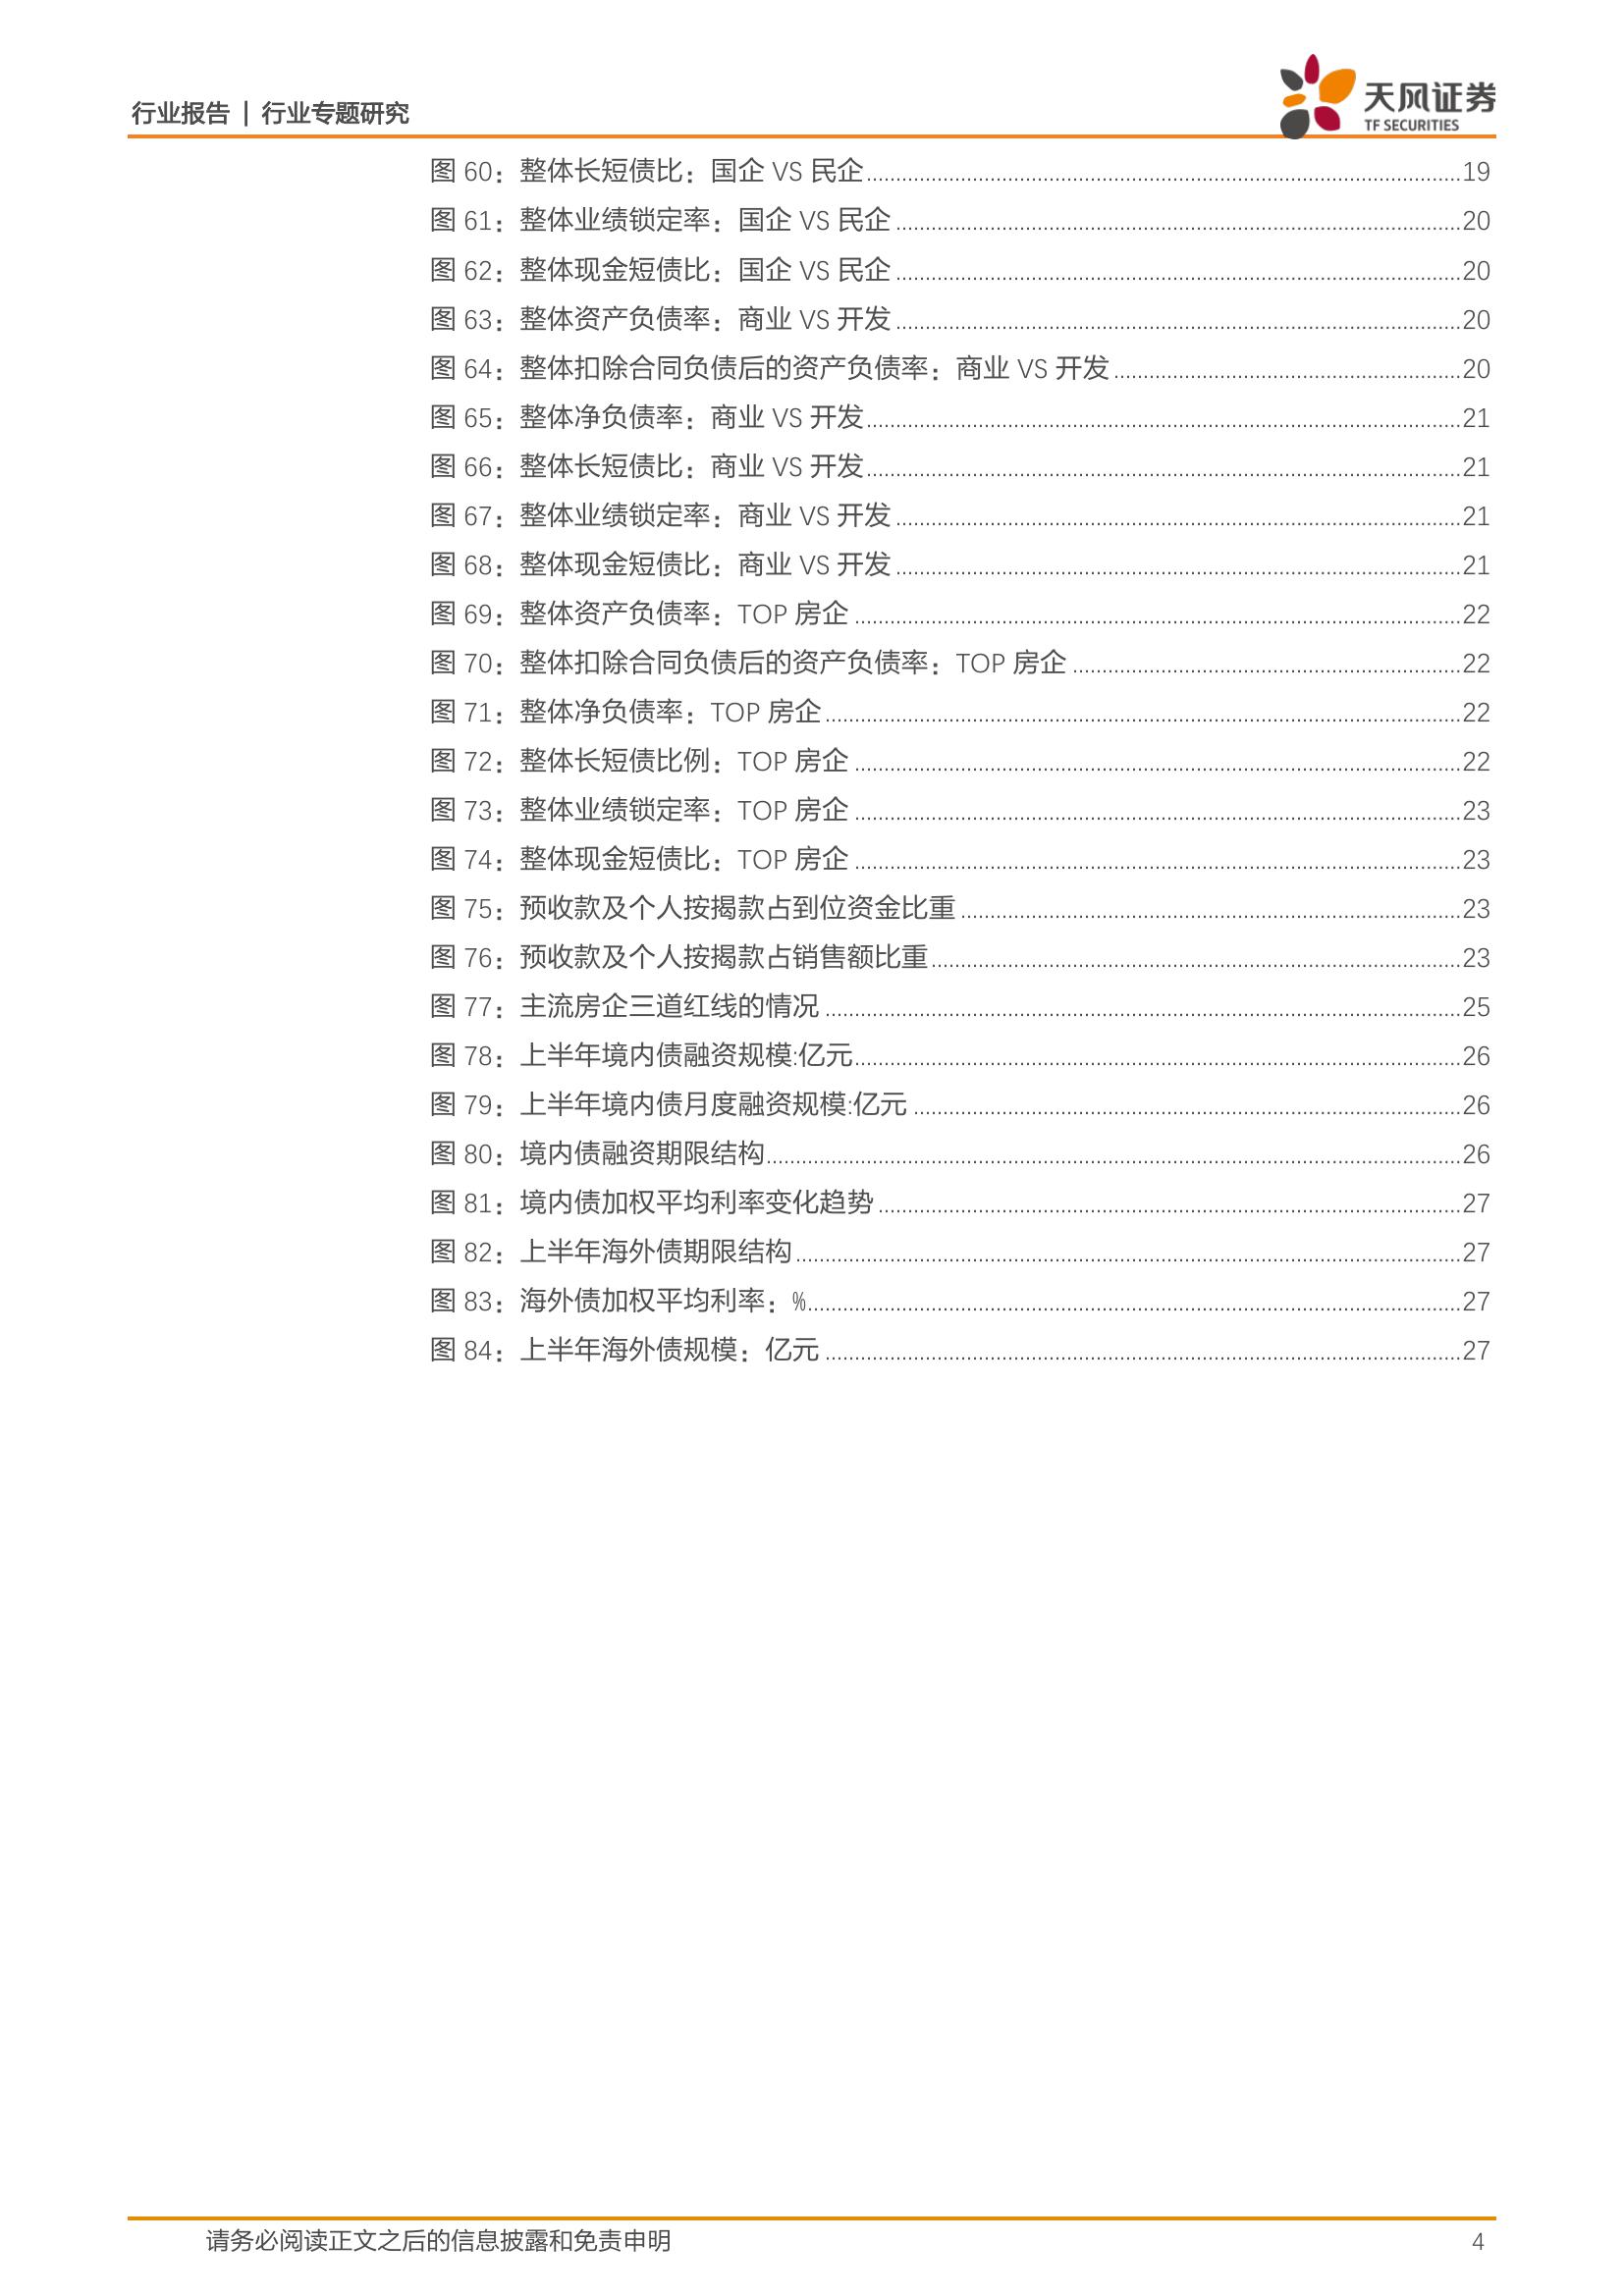 行业报告 | 行业专题研究
天风证券
TF SECURITIES
图 60：整体长短债比：国企 VS 民企......19
图 61：整体业绩锁定率：国企 VS 民企......20
图 62：整体现金短债比：国企 VS 民企......20
图 63：整体资产负债率：商业 VS 开发......20
图 64：整体扣除合同负债后的资产负债率：商业 VS 开发......20
图 65：整体净负债率：商业 VS 开发......21
图 66：整体长短债比：商业 VS 开发......21
图 67：整体业绩锁定率：商业 VS 开发......21
图 68：整体现金短债比：商业 VS 开发......21
图 69：整体资产负债率：TOP 房企......22
图 70：整体扣除合同负债后的资产负债率：TOP 房企......22
图 71：整体净负债率：TOP 房企......22
图 72：整体长短债比例：TOP 房企......22
图 73：整体业绩锁定率：TOP 房企......23
图 74：整体现金短债比：TOP 房企......23
图 75：预收款及个人按揭款占到位资金比重......23
图 76：预收款及个人按揭款占销售额比重......23
图 77：主流房企三道红线的情况......25
图 78：上半年境内债融资规模:亿元......26
图 79：上半年境内债月度融资规模:亿元......26
图 80：境内债融资期限结构......26
图 81：境内债加权平均利率变化趋势......27
图 82：上半年海外债期限结构......27
图 83：海外债加权平均利率：%......27
图 84：上半年海外债规模：亿元......27
请务必阅读正文之后的信息披露和免责申明
4